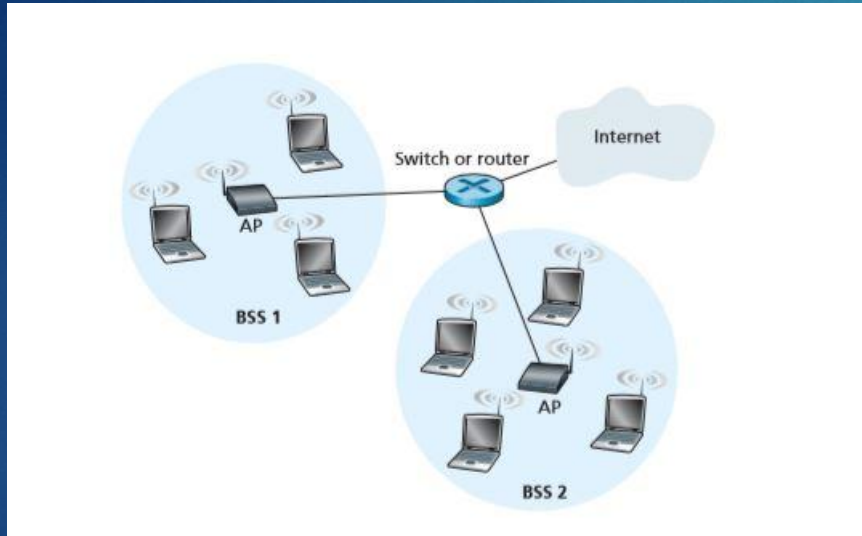 Internet
Switch or router
AP
BSS 1
AP
BSS 2